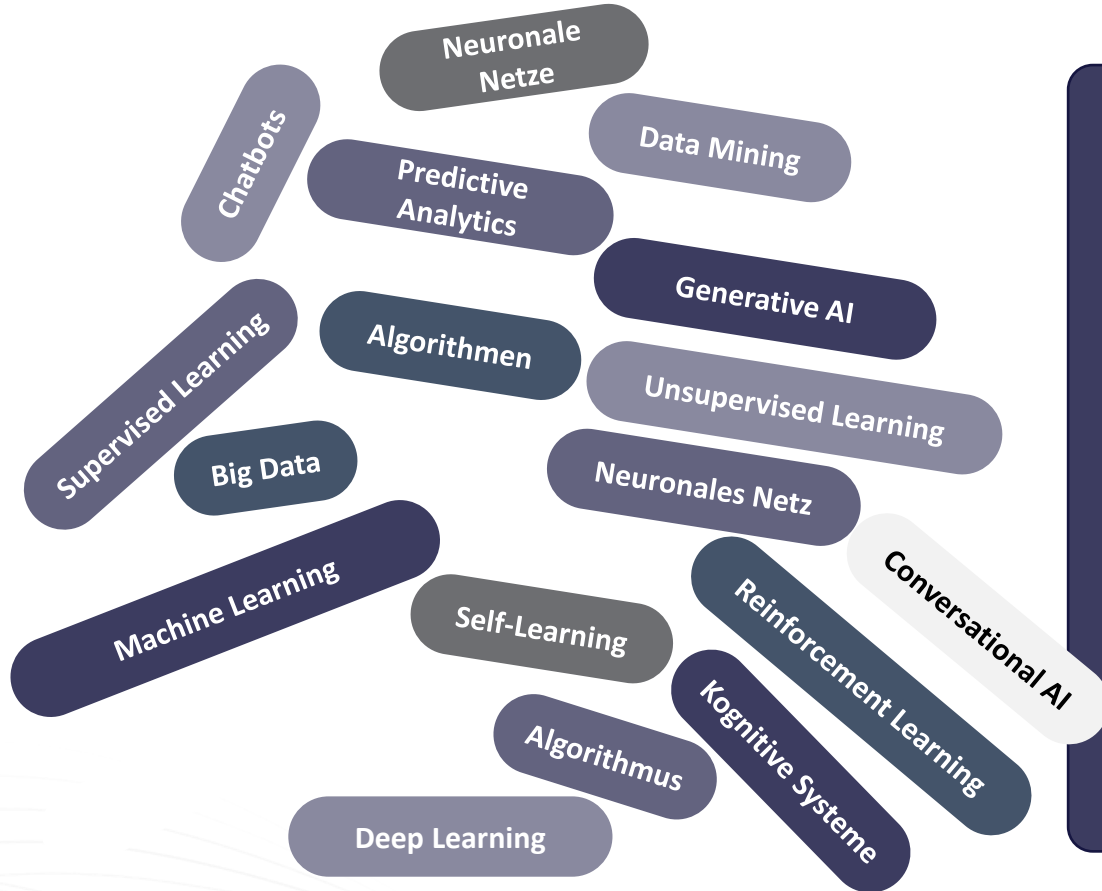 Neuronale
Netze
Chatbots
Data Mining
Predictive
Analytics
Generative AI
Supervised Learning
Algorithmen
Unsupervised Learning
Big Data
Neuronales Netz
Machine Learning
Self-Learning
Reinforcement Learning
Conversational AI
Kognitive Systeme
Algorithmus
Deep Learning